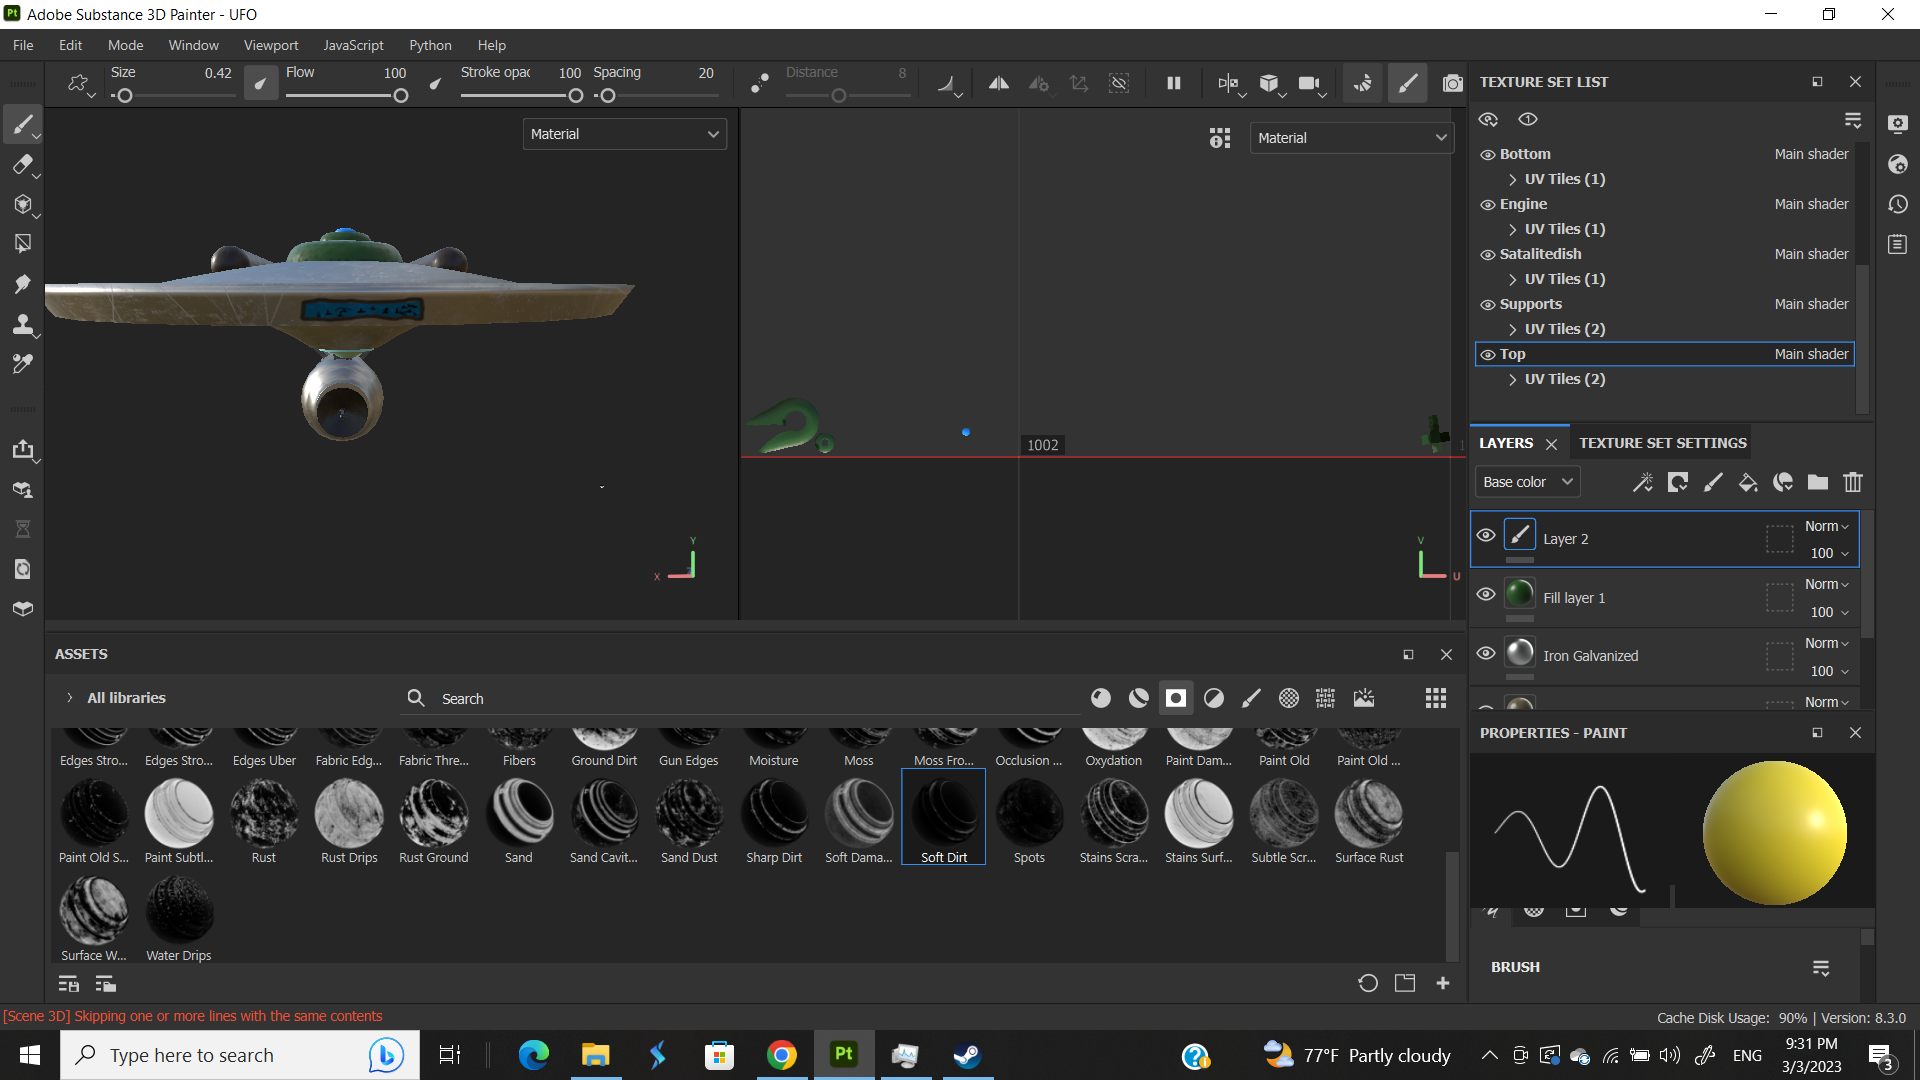 Pt Adobe Substance 3D Painter - UFO
File Edit Mode Window Viewport JavaScript Python Help
Size 0.42 Flow 100 Stroke opac 100 Spacing 20 Distance 8
Material
Material
1002
Y
X
V
U
TEXTURE SET LIST
Bottom Main shader
UV Tiles (1)
Engine Main shader
UV Tiles (1)
Satalitedish Main shader
UV Tiles (1)
Supports Main shader
UV Tiles (2)
Top Main shader
UV Tiles (2)
LAYERS TEXTURE SET SETTINGS
Base color
Layer 2 Norm
100
Fill layer 1 Norm
100
Iron Galvanized Norm
100
Norm
PROPERTIES - PAINT
BRUSH
ASSETS
All libraries Search
Edges Stro... Edges Stro... Edges Uber Fabric Edg... Fabric Thre... Fibers Ground Dirt Gun Edges Moisture Moss Moss Fro... Occlusion ... Oxydation Paint Dam... Paint Old Paint Old ...
Paint Old S... Paint Subtl... Rust Rust Drips Rust Ground Sand Sand Cavit... Sand Dust Sharp Dirt Soft Dama... Soft Dirt Spots Stains Scra... Stains Surf... Subtle Scr... Surface Rust
Surface W... Water Drips
[Scene 3D] Skipping one or more lines with the same contents
Cache Disk Usage: 90% | Version: 8.3.0
Type here to search
Pt
77°F Partly cloudy
ENG
9:31 PM
3/3/2023
3